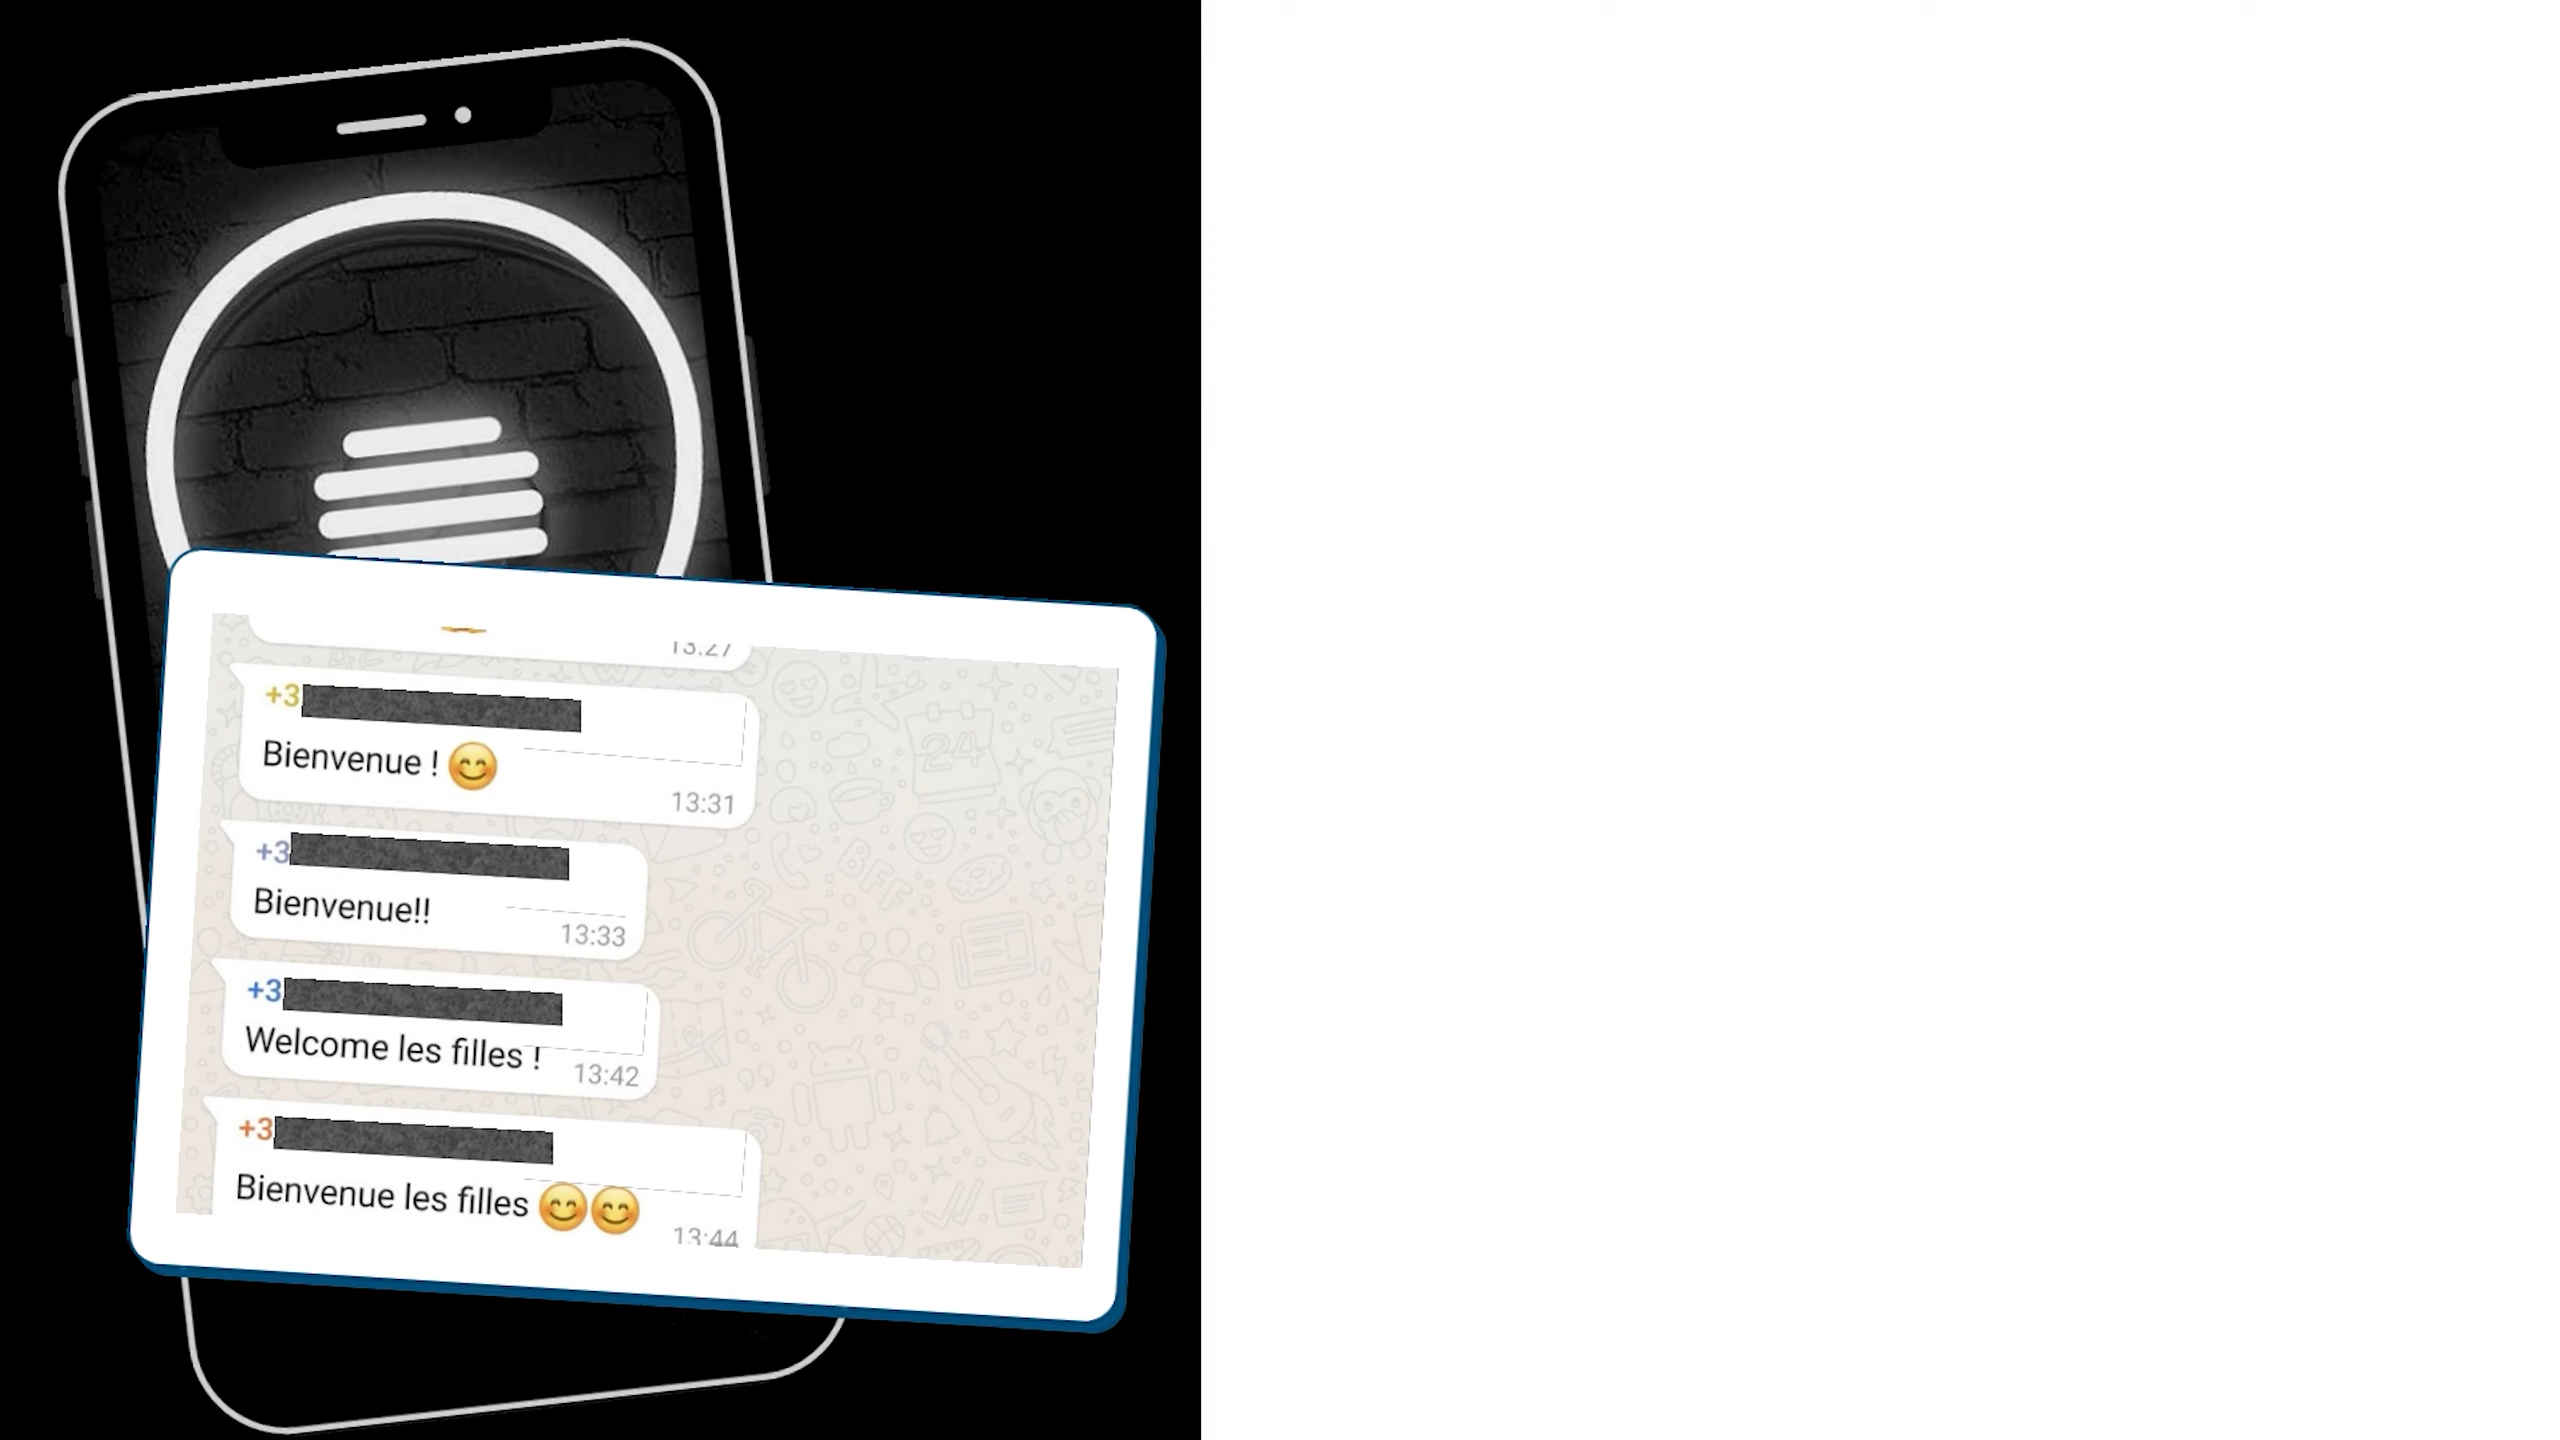 13:27
+3
Bienvenue ! 😊
13:31
+3
Bienvenue!!
13:33
+3
Welcome les filles !
13:42
+3
Bienvenue les filles 😊😊
13:44